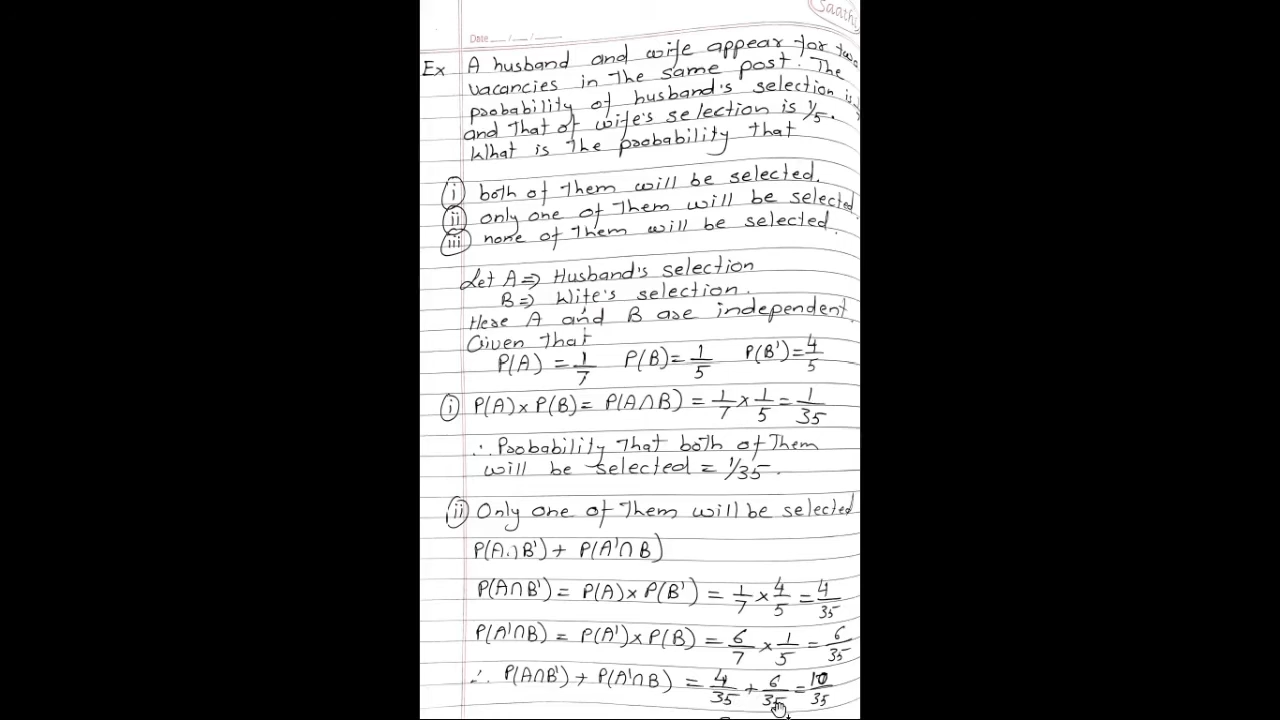 Saathi
Date __/__/__
Ex A husband and wife appear for two
vacancies in the same post. The
probability of husband's selection is
and that of wife's selection is 1/5.
What is the probability that
(i) both of them will be selected.
(ii) only one of them will be selected
(iii) none of them will be selected.
Let A ⇒ Husband's selection
B ⇒ Wife's selection.
Here A and B are independent.
Given that
P(A) = 1/7 P(B) = 1/5 P(B') = 4/5
(i) P(A) × P(B) = P(A∩B) = 1/7 × 1/5 = 1/35
∴ Probability that both of them
will be selected = 1/35.
(ii) Only one of them will be selected
P(A∩B') + P(A'∩B)
P(A∩B') = P(A) × P(B') = 1/7 × 4/5 = 4/35
P(A'∩B) = P(A') × P(B) = 6/7 × 1/5 = 6/35
∴ P(A∩B') + P(A'∩B) = 4/35 + 6/35 = 10/35